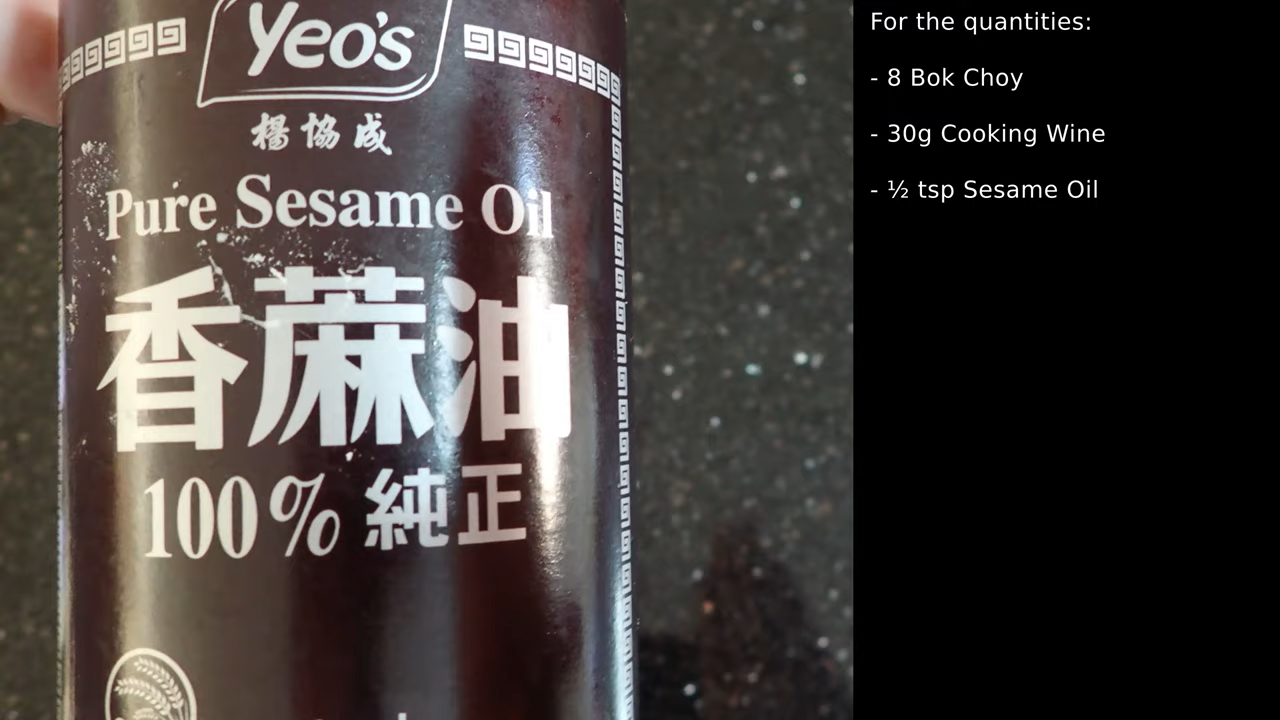 Yeo's
楊協成
Pure Sesame Oil
香蔴油
100% 純正
For the quantities:
- 8 Bok Choy
- 30g Cooking Wine
- ½ tsp Sesame Oil